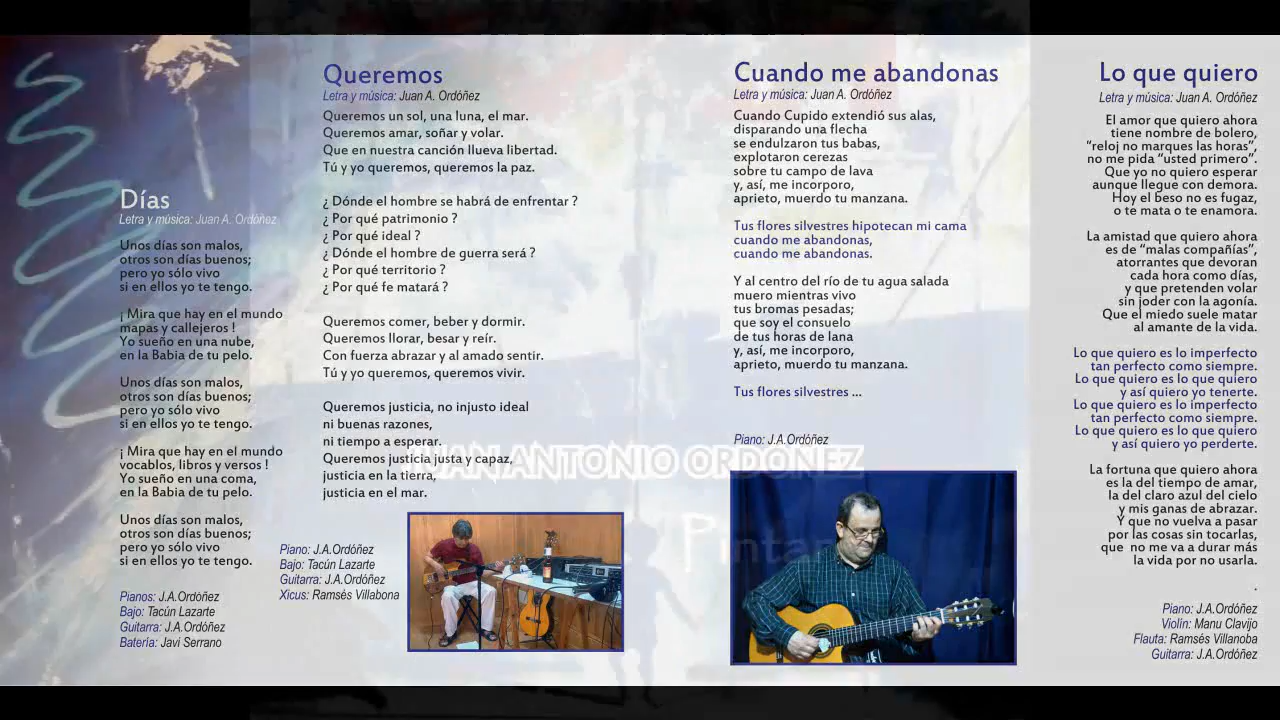 Días
Letra y música: Juan A. Ordóñez
Unos días son malos,
otros son días buenos;
pero yo sólo vivo
si en ellos yo te tengo.
¡ Mira que hay en el mundo
mapas y callejeros !
Yo sueño en una nube,
en la Babia de tu pelo.
Unos días son malos,
otros son días buenos;
pero yo sólo vivo
si en ellos yo te tengo.
¡ Mira que hay en el mundo
vocablos, libros y versos !
Yo sueño en una coma,
en la Babia de tu pelo.
Unos días son malos,
otros son días buenos;
pero yo sólo vivo
si en ellos yo te tengo.
Pianos: J.A.Ordóñez
Bajo: Tacún Lazarte
Guitarra: J.A.Ordóñez
Batería: Javi Serrano
Queremos
Letra y música: Juan A. Ordóñez
Queremos un sol, una luna, el mar.
Queremos amar, soñar y volar.
Que en nuestra canción llueva libertad.
Tú y yo queremos, queremos la paz.
¿ Dónde el hombre se habrá de enfrentar ?
¿ Por qué patrimonio ?
¿ Por qué ideal ?
¿ Dónde el hombre de guerra será ?
¿ Por qué territorio ?
¿ Por qué fe matará ?
Queremos comer, beber y dormir.
Queremos llorar, besar y reír.
Con fuerza abrazar y al amado sentir.
Tú y yo queremos, queremos vivir.
Queremos justicia, no injusto ideal
ni buenas razones,
ni tiempo a esperar.
Queremos justicia justa y capaz,
justicia en la tierra,
justicia en el mar.
Piano: J.A.Ordóñez
Bajo: Tacún Lazarte
Guitarra: J.A.Ordóñez
Xicus: Ramsés Villabona
JUAN ANTONIO ORDÓÑEZ
Cuando me abandonas
Letra y música: Juan A. Ordóñez
Cuando Cupido extendió sus alas,
disparando una flecha
se endulzaron tus babas,
explotaron cerezas
sobre tu campo de lava
y, así, me incorporo,
aprieto, muerdo tu manzana.
Tus flores silvestres hipotecan mi cama
cuando me abandonas,
cuando me abandonas.
Y al centro del río de tu agua salada
muero mientras vivo
tus bromas pesadas;
que soy el consuelo
de tus horas de lana
y, así, me incorporo,
aprieto, muerdo tu manzana.
Tus flores silvestres ...
Piano: J.A.Ordóñez
Lo que quiero
Letra y música: Juan A. Ordóñez
El amor que quiero ahora
tiene nombre de bolero,
“reloj no marques las horas”,
no me pida “usted primero”.
Que yo no quiero esperar
aunque llegue con demora.
Hoy el beso no es fugaz,
o te mata o te enamora.
La amistad que quiero ahora
es de “malas compañías”,
atorrantes que devoran
cada hora como días,
y que pretenden volar
sin joder con la agonía.
Que el miedo suele matar
al amante de la vida.
Lo que quiero es lo imperfecto
tan perfecto como siempre.
Lo que quiero es lo que quiero
y así quiero yo tenerte.
Lo que quiero es lo imperfecto
tan perfecto como siempre.
Lo que quiero es lo que quiero
y así quiero yo perderte.
La fortuna que quiero ahora
es la del tiempo de amar,
la del claro azul del cielo
y mis ganas de abrazar.
Y que no vuelva a pasar
por las cosas sin tocarlas,
que no me va a durar más
la vida por no usarla.
.
Piano: J.A.Ordóñez
Violín: Manu Clavijo
Flauta: Ramsés Villanoba
Guitarra: J.A.Ordóñez